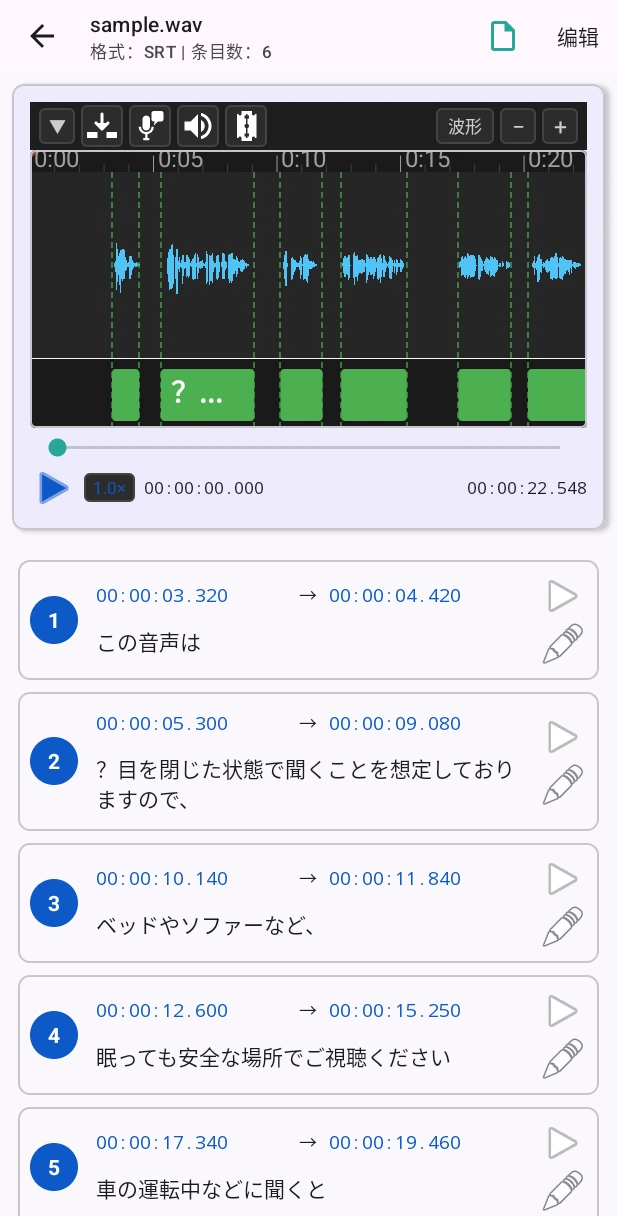 sample.wav
格式：SRT | 条目数：6
编辑
波形
−
+
0:00 0:05 0:10 0:15 0:20
？ ...
1.0×
00:00:00.000
00:00:22.548
1
00:00:03.320 → 00:00:04.420
この音声は
2
00:00:05.300 → 00:00:09.080
？目を閉じた状態で聞くことを想定しており
ますので、
3
00:00:10.140 → 00:00:11.840
ベッドやソファーなど、
4
00:00:12.600 → 00:00:15.250
眠っても安全な場所でご視聴ください
5
00:00:17.340 → 00:00:19.460
車の運転中などに聞くと